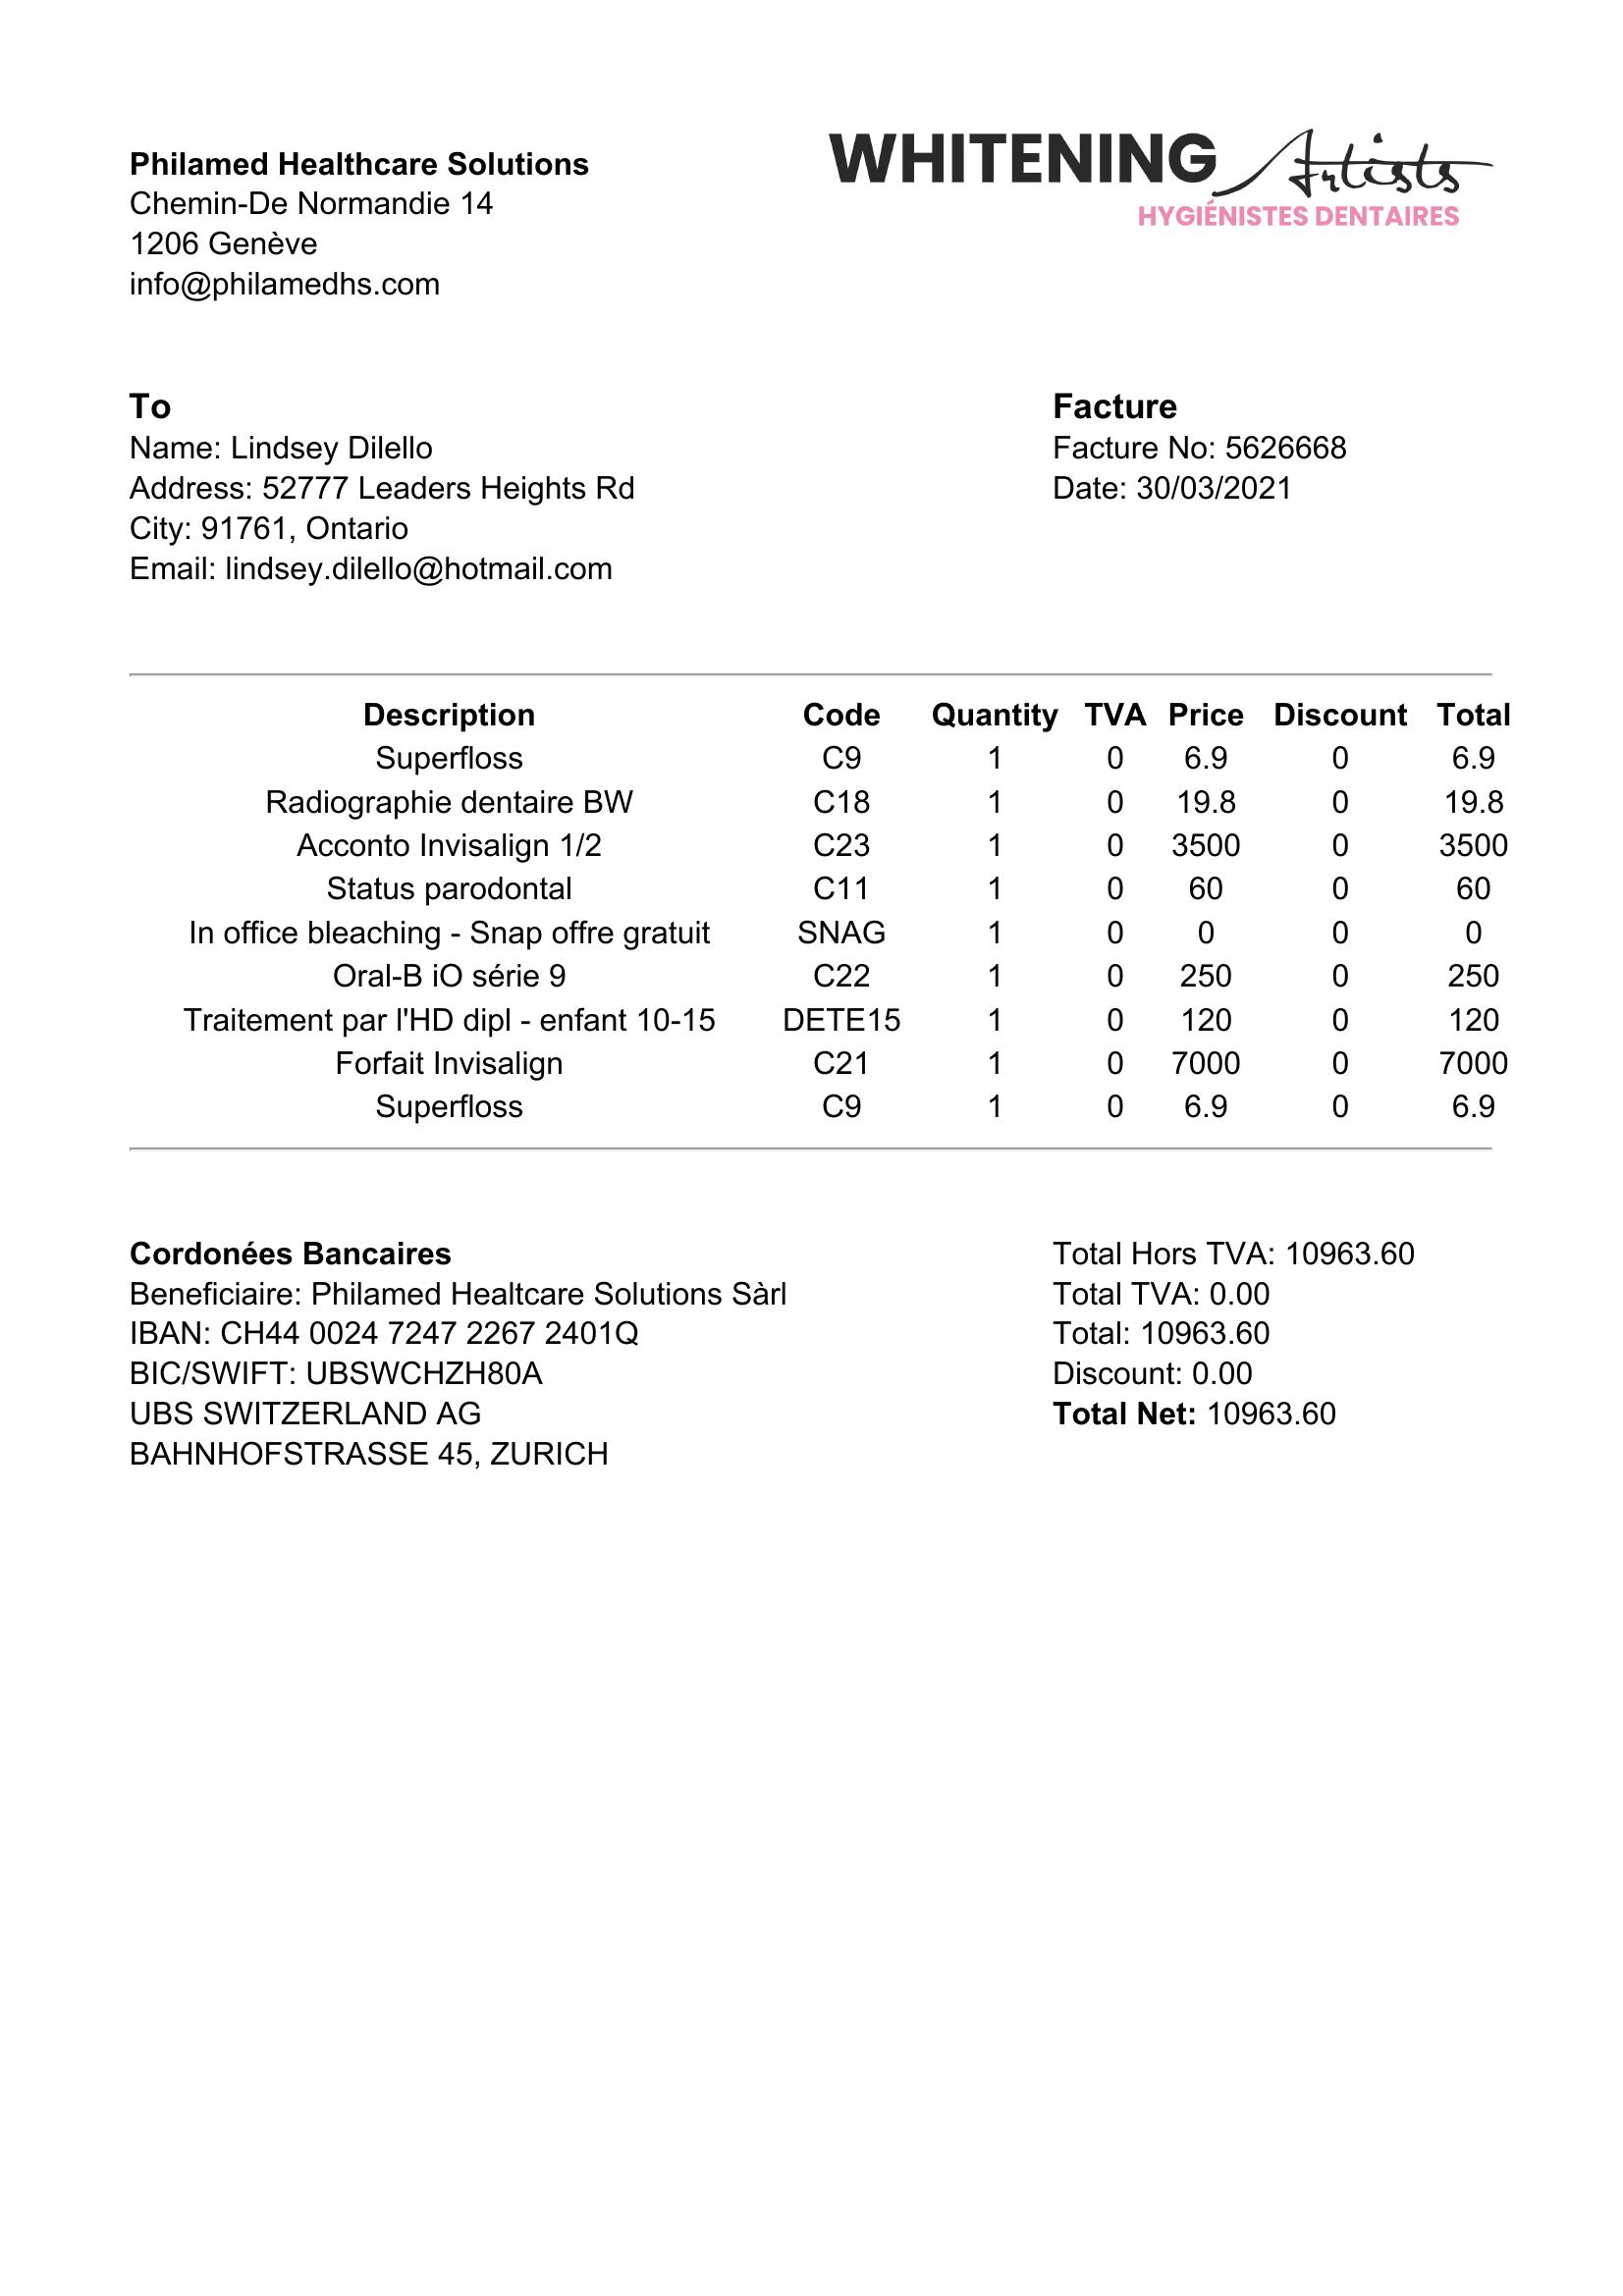 WHITENING Artists
HYGIÉNISTES DENTAIRES
Philamed Healthcare Solutions
Chemin-De Normandie 14
1206 Genève
info@philamedhs.com
To
Name: Lindsey Dilello
Address: 52777 Leaders Heights Rd
City: 91761, Ontario
Email: lindsey.dilello@hotmail.com
Facture
Facture No: 5626668
Date: 30/03/2021
Description Code Quantity TVA Price Discount Total
Superfloss C9 1 0 6.9 0 6.9
Radiographie dentaire BW C18 1 0 19.8 0 19.8
Acconto Invisalign 1/2 C23 1 0 3500 0 3500
Status parodontal C11 1 0 60 0 60
In office bleaching - Snap offre gratuit SNAG 1 0 0 0 0
Oral-B iO série 9 C22 1 0 250 0 250
Traitement par l'HD dipl - enfant 10-15 DETE15 1 0 120 0 120
Forfait Invisalign C21 1 0 7000 0 7000
Superfloss C9 1 0 6.9 0 6.9
Cordonées Bancaires
Beneficiaire: Philamed Healtcare Solutions Sàrl
IBAN: CH44 0024 7247 2267 2401Q
BIC/SWIFT: UBSWCHZH80A
UBS SWITZERLAND AG
BAHNHOFSTRASSE 45, ZURICH
Total Hors TVA: 10963.60
Total TVA: 0.00
Total: 10963.60
Discount: 0.00
Total Net: 10963.60